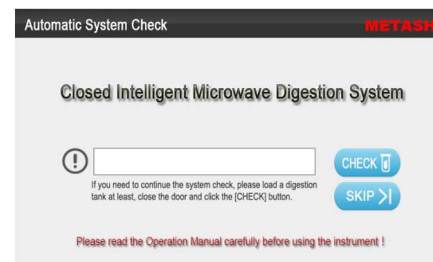 Automatic System Check
METASH
Closed Intelligent Microwave Digestion System
CHECK
If you need to continue the system check, please load a digestion
tank at least, close the door and click the [CHECK] button.
SKIP
Please read the Operation Manual carefully before using the instrument !